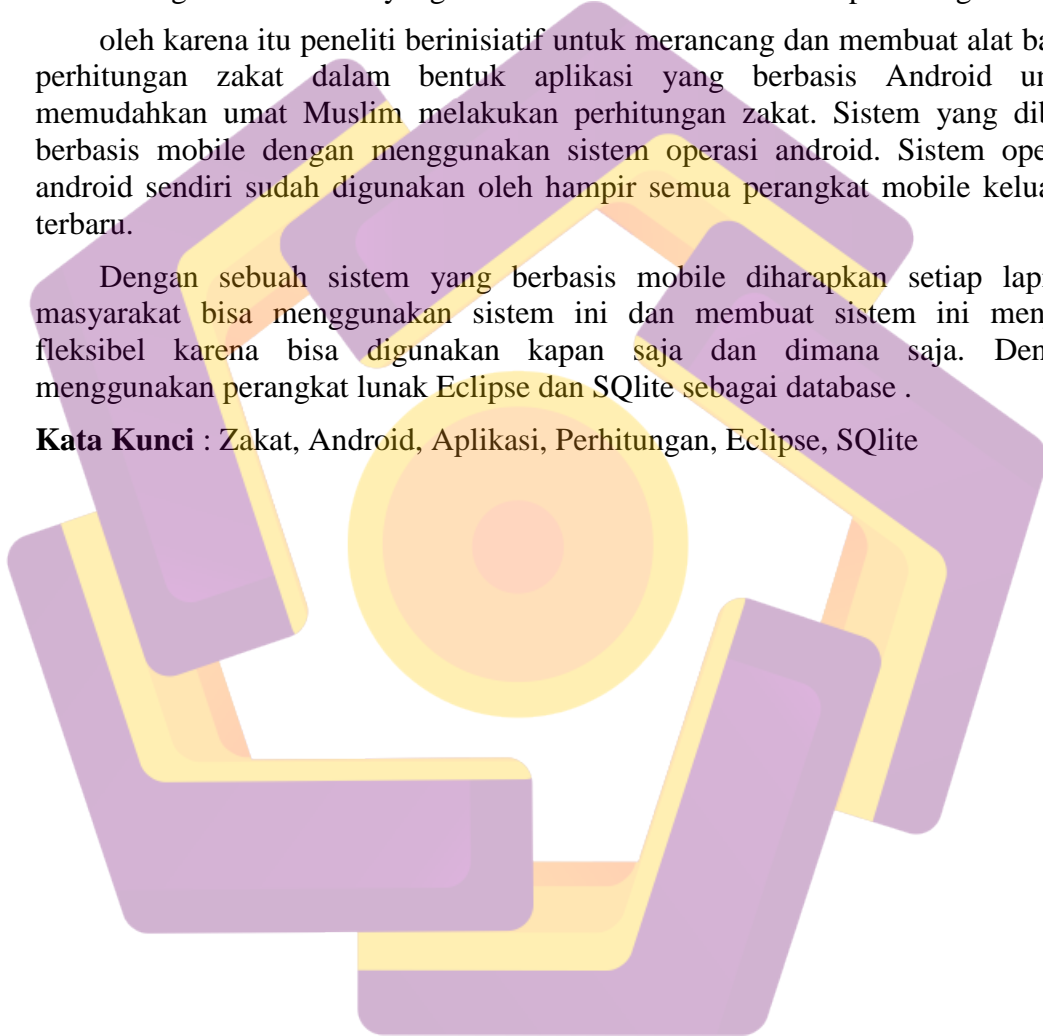 oleh karena itu peneliti berinisiatif untuk merancang dan membuat alat ba
perhitungan zakat dalam bentuk aplikasi yang berbasis Android un
memudahkan umat Muslim melakukan perhitungan zakat. Sistem yang dib
berbasis mobile dengan menggunakan sistem operasi android. Sistem ope
android sendiri sudah digunakan oleh hampir semua perangkat mobile kelua
terbaru.
Dengan sebuah sistem yang berbasis mobile diharapkan setiap lapi
masyarakat bisa menggunakan sistem ini dan membuat sistem ini men
fleksibel karena bisa digunakan kapan saja dan dimana saja. Den
menggunakan perangkat lunak Eclipse dan SQlite sebagai database .
Kata Kunci : Zakat, Android, Aplikasi, Perhitungan, Eclipse, SQlite